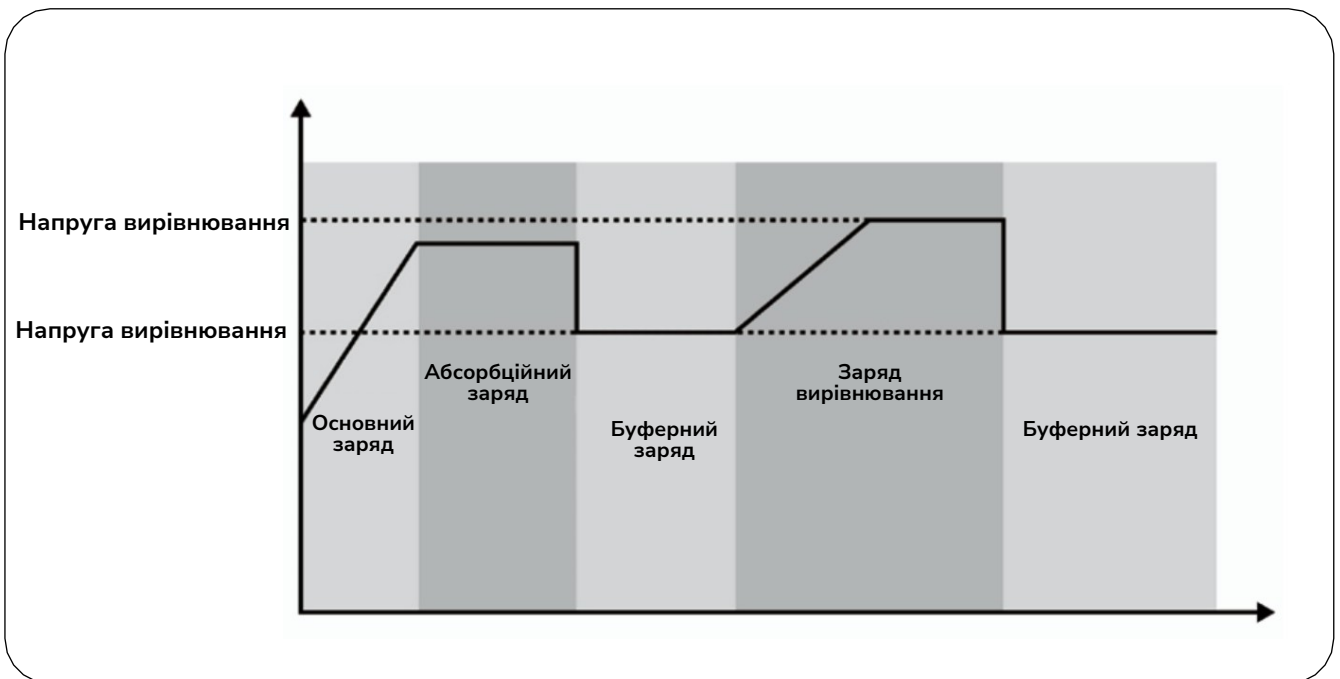 Напруга вирівнювання
Напруга вирівнювання
Основний
заряд
Абсорбційний
заряд
Буферний
заряд
Заряд
вирівнювання
Буферний заряд